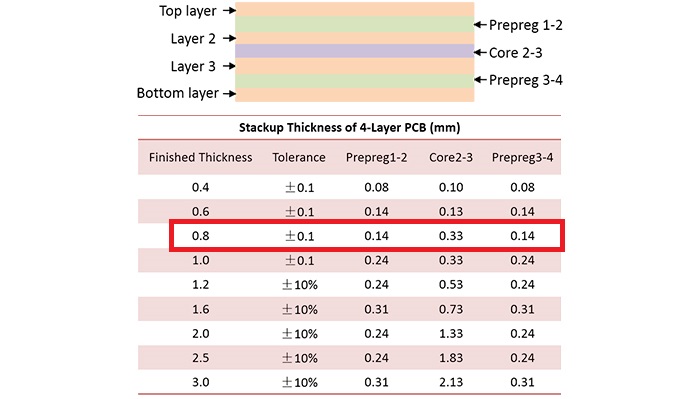 Top layer
Prepreg 1-2
Layer 2
Core 2-3
Layer 3
Prepreg 3-4
Bottom layer
Stackup Thickness of 4-Layer PCB (mm)
Finished Thickness Tolerance Prepreg1-2 Core2-3 Prepreg3-4
0.4 ±0.1 0.08 0.10 0.08
0.6 ±0.1 0.14 0.13 0.14
0.8 ±0.1 0.14 0.33 0.14
1.0 ±0.1 0.24 0.33 0.24
1.2 ±10% 0.24 0.53 0.24
1.6 ±10% 0.31 0.73 0.31
2.0 ±10% 0.24 1.33 0.24
2.5 ±10% 0.24 1.83 0.24
3.0 ±10% 0.31 2.13 0.31